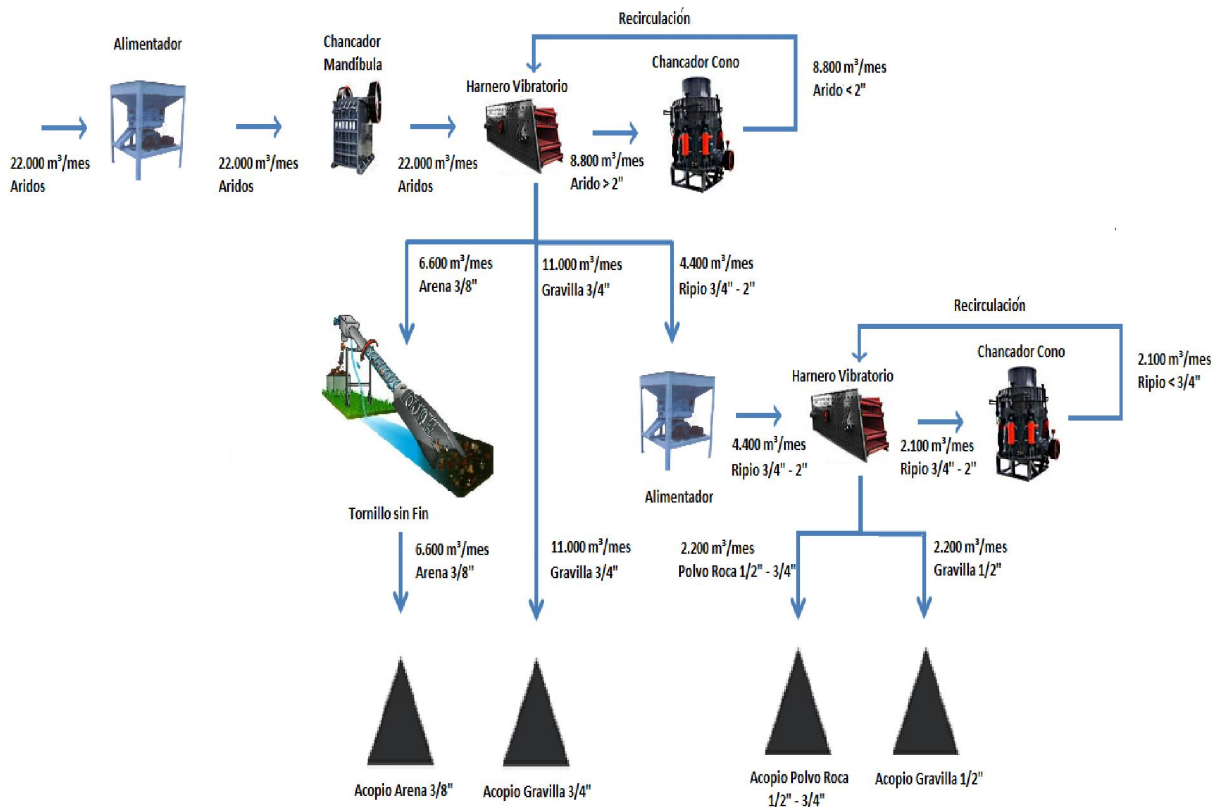 Recirculación
Alimentador
Chancador
Mandíbula
Harnero Vibratorio
Chancador Cono
8.800 m³/mes
Arido < 2"
22.000 m³/mes
Aridos
22.000 m³/mes
Aridos
22.000 m³/mes
Aridos
8.800 m³/mes
Arido > 2"
6.600 m³/mes
Arena 3/8"
11.000 m³/mes
Gravilla 3/4"
4.400 m³/mes
Ripio 3/4" - 2"
Recirculación
Harnero Vibratorio
Chancador Cono
2.100 m³/mes
Ripio < 3/4"
4.400 m³/mes
Ripio 3/4" - 2"
2.100 m³/mes
Ripio 3/4" - 2"
Alimentador
Tornillo sin Fin
6.600 m³/mes
Arena 3/8"
11.000 m³/mes
Gravilla 3/4"
2.200 m³/mes
Polvo Roca 1/2" - 3/4"
2.200 m³/mes
Gravilla 1/2"
Acopio Arena 3/8"
Acopio Gravilla 3/4"
Acopio Polvo Roca
1/2" - 3/4"
Acopio Gravilla 1/2"